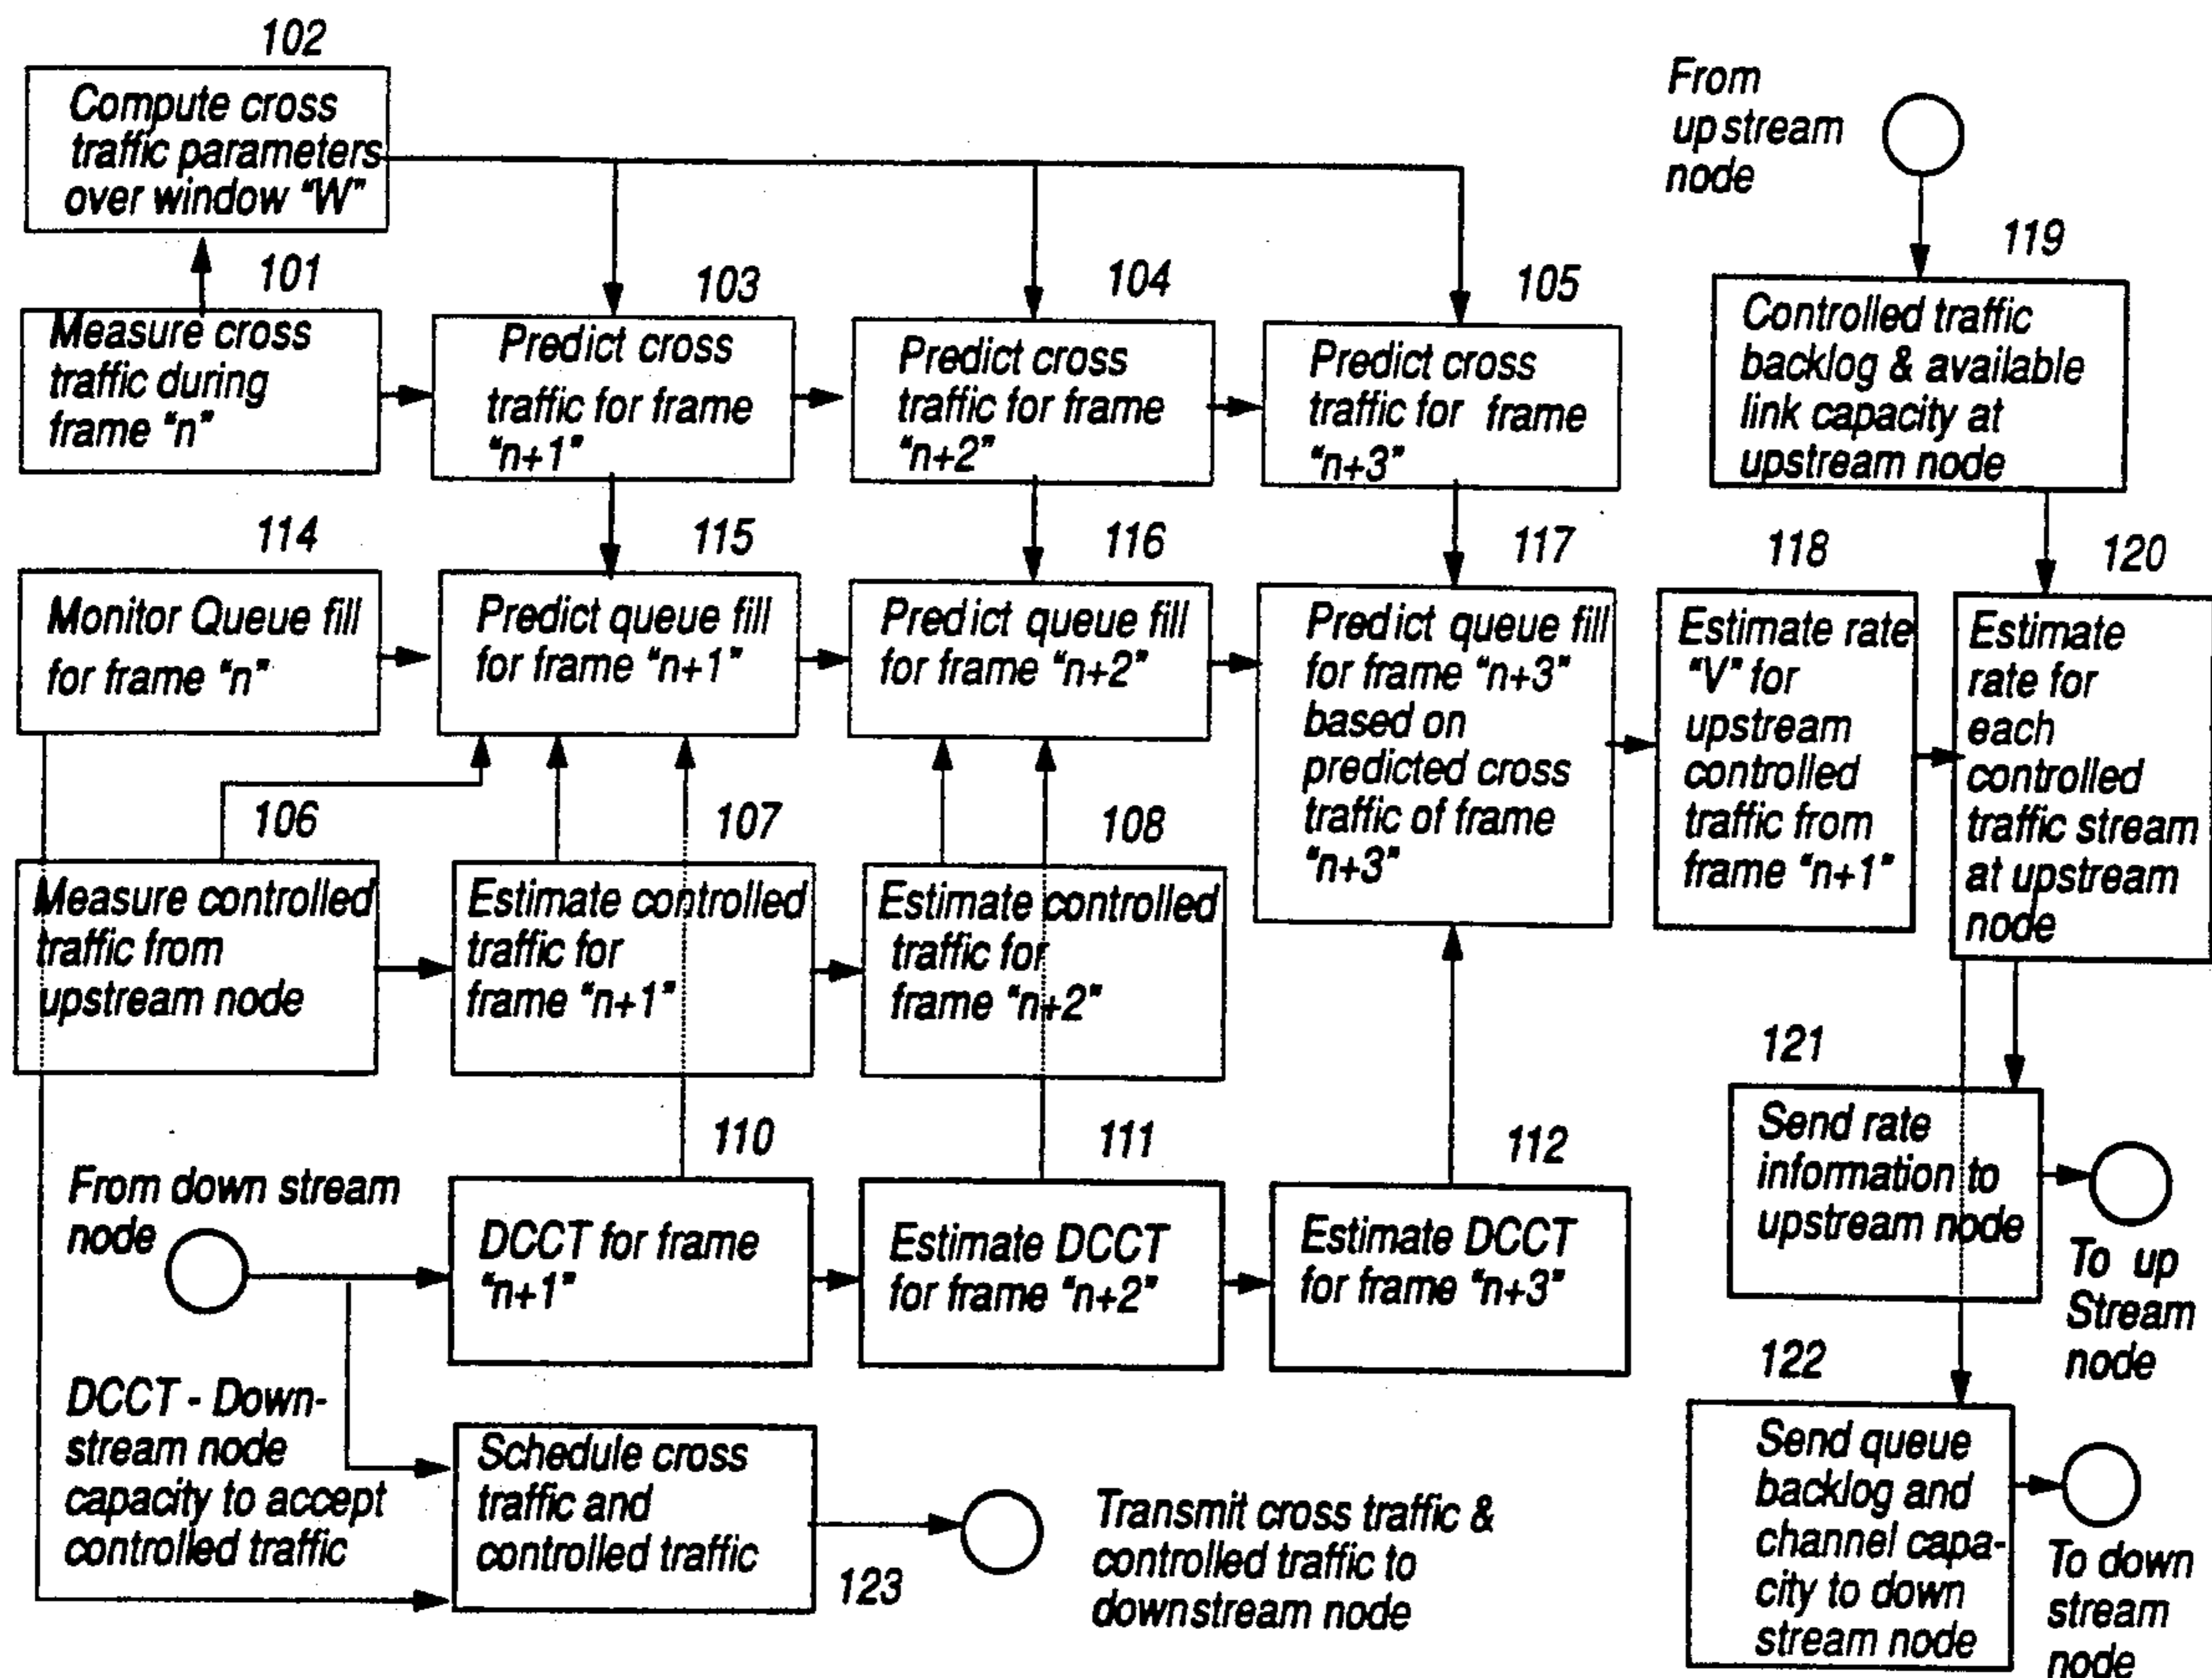 102
Compute cross
traffic parameters
over window "W"
From
up stream
node
101
Measure cross
traffic during
frame "n"
103
Predict cross
traffic for frame
"n+1"
104
Predict cross
traffic for frame
"n+2"
105
Predict cross
traffic for frame
"n+3"
119
Controlled traffic
backlog & available
link capacity at
upstream node
114
Monitor Queue fill
for frame "n"
115
Predict queue fill
for frame "n+1"
116
Predict queue fill
for frame "n+2"
117
Predict queue fill
for frame "n+3"
based on
predicted cross
traffic of frame
"n+3"
118
Estimate rate
"V" for
upstream
controlled
traffic from
frame "n+1"
120
Estimate
rate for
each
controlled
traffic stream
at upstream
node
106
Measure controlled
traffic from
upstream node
107
Estimate controlled
traffic for
frame "n+1"
108
Estimate controlled
traffic for
frame "n+2"
121
Send rate
information to
upstream node
To up
Stream
node
From down stream
node
110
DCCT for frame
"n+1"
111
Estimate DCCT
for frame "n+2"
112
Estimate DCCT
for frame "n+3"
DCCT - Down-
stream node
capacity to accept
controlled traffic
Schedule cross
traffic and
controlled traffic
123
Transmit cross traffic &
controlled traffic to
downstream node
122
Send queue
backlog and
channel capa-
city to down
stream node
To down
stream
node